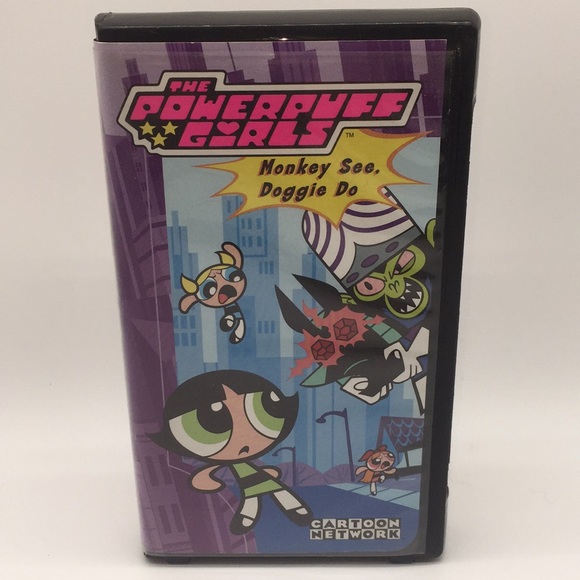 THE
POWERPUFF
GIRLS
TM
Monkey See,
Doggie Do
CARTOON
NETWORK